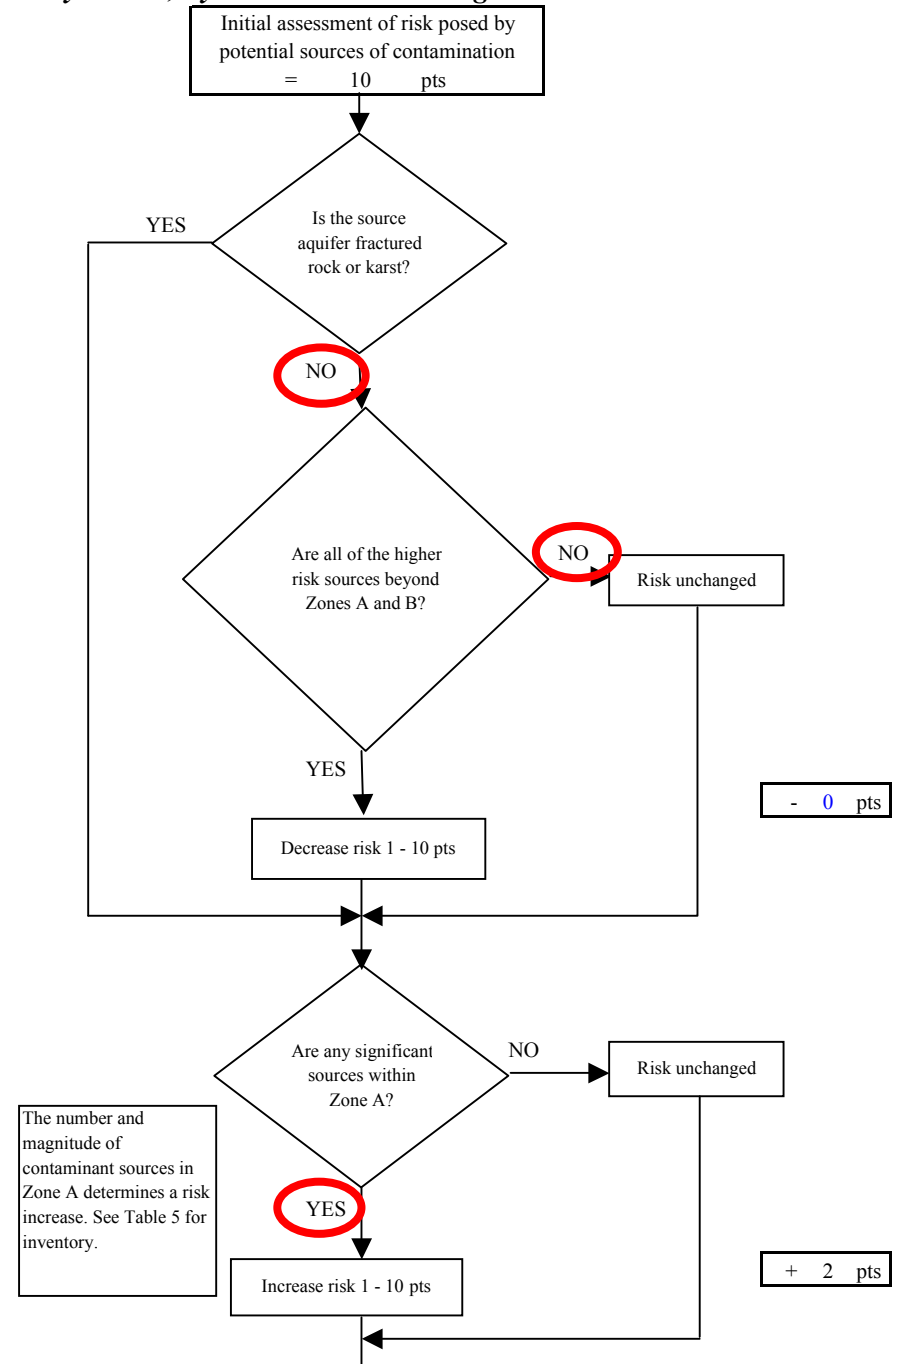 Initial assessment of risk posed by
potential sources of contamination
= 10 pts
YES
Is the source
aquifer fractured
rock or karst?
NO
Are all of the higher
risk sources beyond
Zones A and B?
NO
Risk unchanged
YES
- 0 pts
Decrease risk 1 - 10 pts
Are any significant
sources within
Zone A?
NO
Risk unchanged
The number and
magnitude of
contaminant sources in
Zone A determines a risk
increase. See Table 5 for
inventory.
YES
+ 2 pts
Increase risk 1 - 10 pts